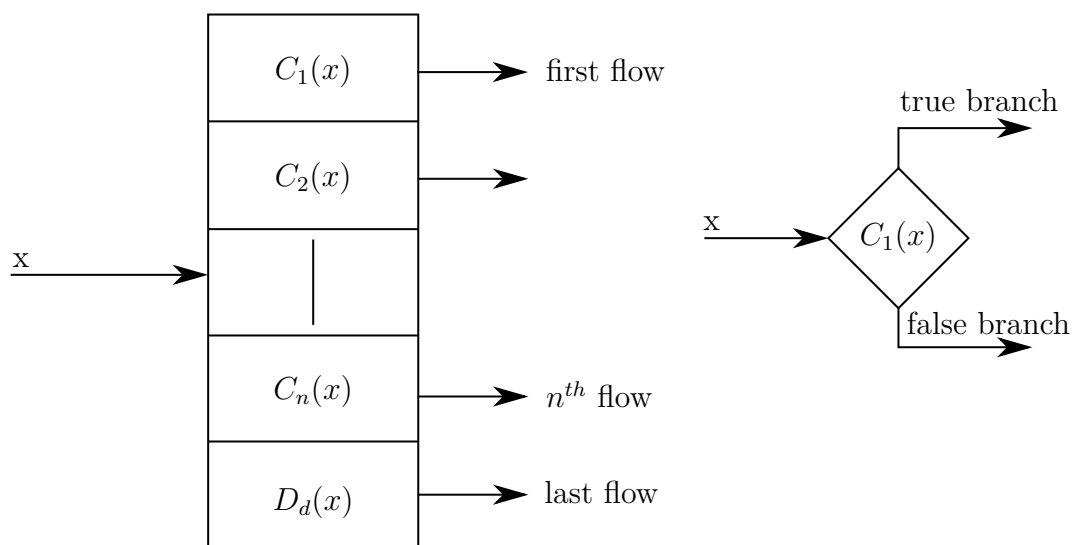 C_1(x)
first flow
C_2(x)
x
C_n(x)
n^{th} flow
D_d(x)
last flow
true branch
x
C_1(x)
false branch